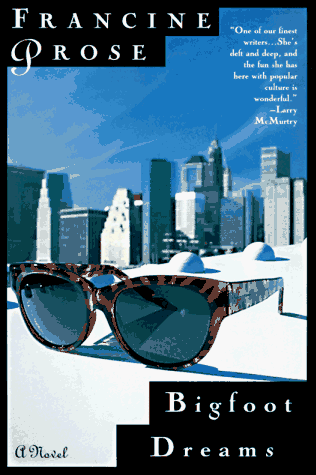 FRANCINE
PROSE
"One of our finest
writers...She's
deft and deep, and
the fun she has
here with popular
culture is
wonderful."
—Larry
McMurtry
Bigfoot
A Novel
Dreams